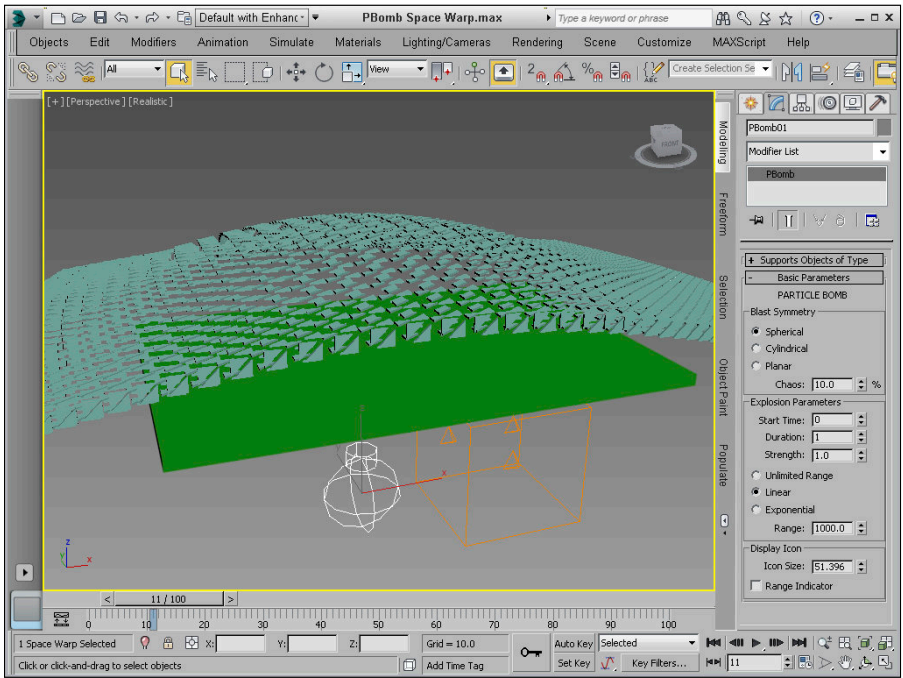 Default with Enhanc PBomb Space Warp.max Type a keyword or phrase
Objects Edit Modifiers Animation Simulate Materials Lighting/Cameras Rendering Scene Customize MAXScript Help
All View 2 % ABC Create Selection Se
[+][Perspective][Realistic]
FRONT
Modeling
Freeform
Selection
Object Paint
Populate
PBomb01
Modifier List
PBomb
+ Supports Objects of Type
- Basic Parameters
PARTICLE BOMB
Blast Symmetry
Spherical
Cylindrical
Planar
Chaos: 10.0 %
Explosion Parameters
Start Time: 0
Duration: 1
Strength: 1.0
Unlimited Range
Linear
Exponential
Range: 1000.0
Display Icon
Icon Size: 51.396
Range Indicator
z
x
z
y
x
< 11 / 100 >
0 10 20 30 40 50 60 70 80 90 100
1 Space Warp Selected X: Y: Z: Grid = 10.0 Auto Key Selected
Click or click-and-drag to select objects Add Time Tag Set Key Key Filters... 11